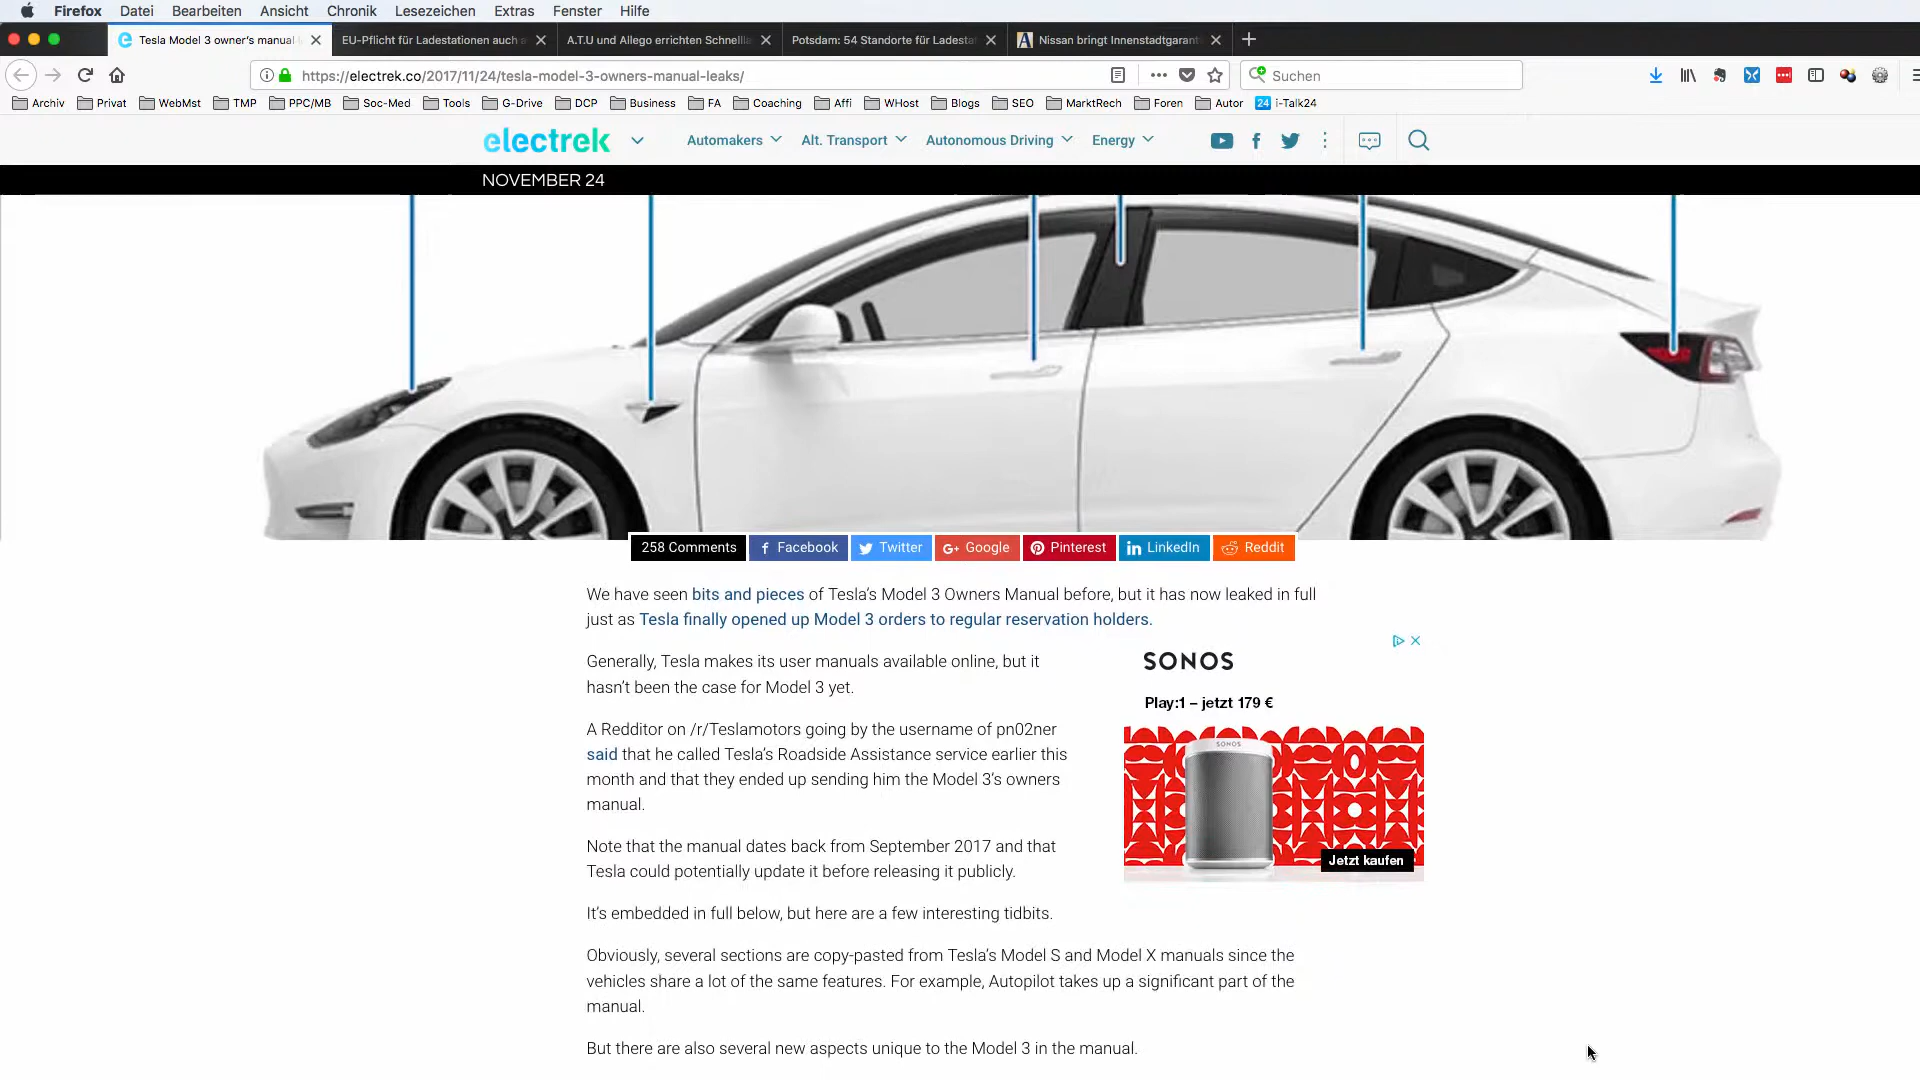 Firefox Datei Bearbeiten Ansicht Chronik Lesezeichen Extras Fenster Hilfe
Tesla Model 3 owner's manual EU-Pflicht für Ladestationen auch A.T.U und Allego errichten Schnellla Potsdam: 54 Standorte für Ladesta Nissan bringt Innenstadtgarant
https://electrek.co/2017/11/24/tesla-model-3-owners-manual-leaks/ Suchen
Archiv Privat WebMst TMP PPC/MB Soc-Med Tools G-Drive DCP Business FA Coaching Affi WHost Blogs SEO MarktRech Foren Autor 24 i-Talk24
electrek Automakers Alt. Transport Autonomous Driving Energy
NOVEMBER 24
258 Comments Facebook Twitter G+ Google Pinterest in LinkedIn Reddit
We have seen bits and pieces of Tesla's Model 3 Owners Manual before, but it has now leaked in full
just as Tesla finally opened up Model 3 orders to regular reservation holders.
Generally, Tesla makes its user manuals available online, but it
hasn't been the case for Model 3 yet.
A Redditor on /r/Teslamotors going by the username of pn02ner
said that he called Tesla's Roadside Assistance service earlier this
month and that they ended up sending him the Model 3's owners
manual.
Note that the manual dates back from September 2017 and that
Tesla could potentially update it before releasing it publicly.
It's embedded in full below, but here are a few interesting tidbits.
SONOS
Play:1 – jetzt 179 €
SONOS
Jetzt kaufen
Obviously, several sections are copy-pasted from Tesla's Model S and Model X manuals since the
vehicles share a lot of the same features. For example, Autopilot takes up a significant part of the
manual.
But there are also several new aspects unique to the Model 3 in the manual.